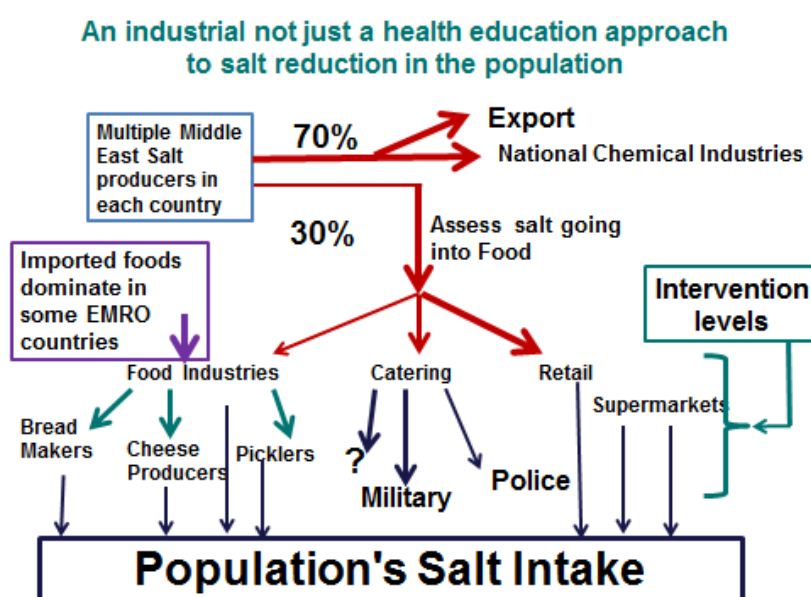 An industrial not just a health education approach
to salt reduction in the population
Multiple Middle
East Salt
producers in
each country
70%
Export
National Chemical Industries
30%
Assess salt going
into Food
Imported foods
dominate in
some EMRO
countries
Intervention
levels
Food Industries
Catering
Retail
Supermarkets
Bread
Makers
Cheese
Producers
Picklers
?
Military
Police
Population's Salt Intake